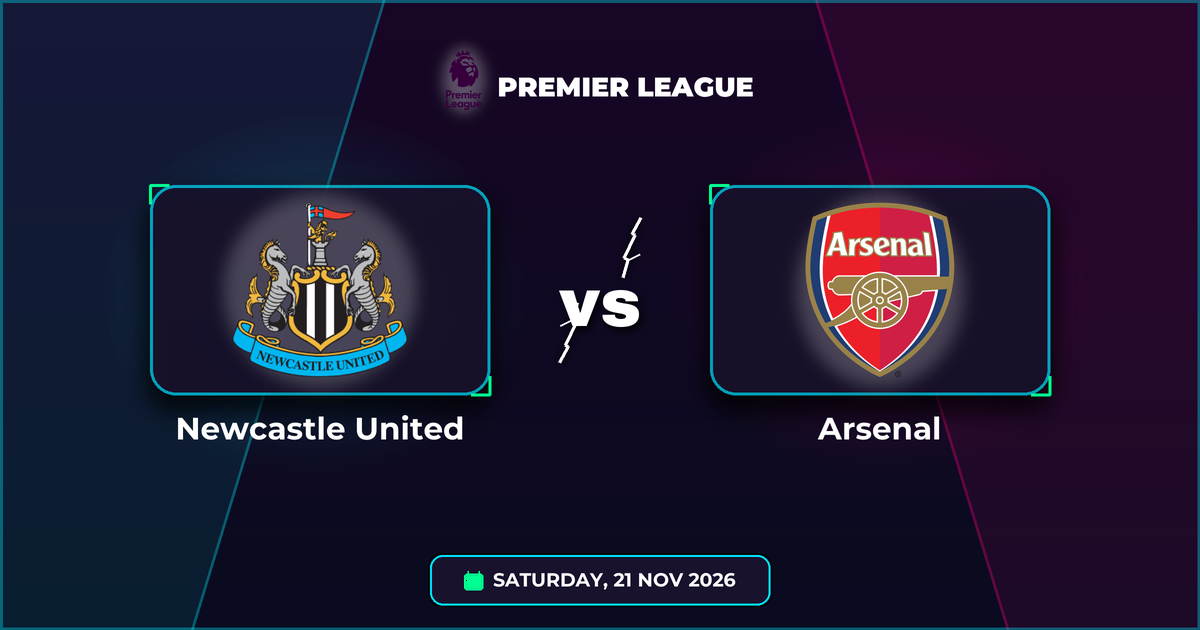 Premier
League
PREMIER LEAGUE
NEWCASTLE UNITED
Arsenal
®
VS
Newcastle United
Arsenal
SATURDAY, 21 NOV 2026